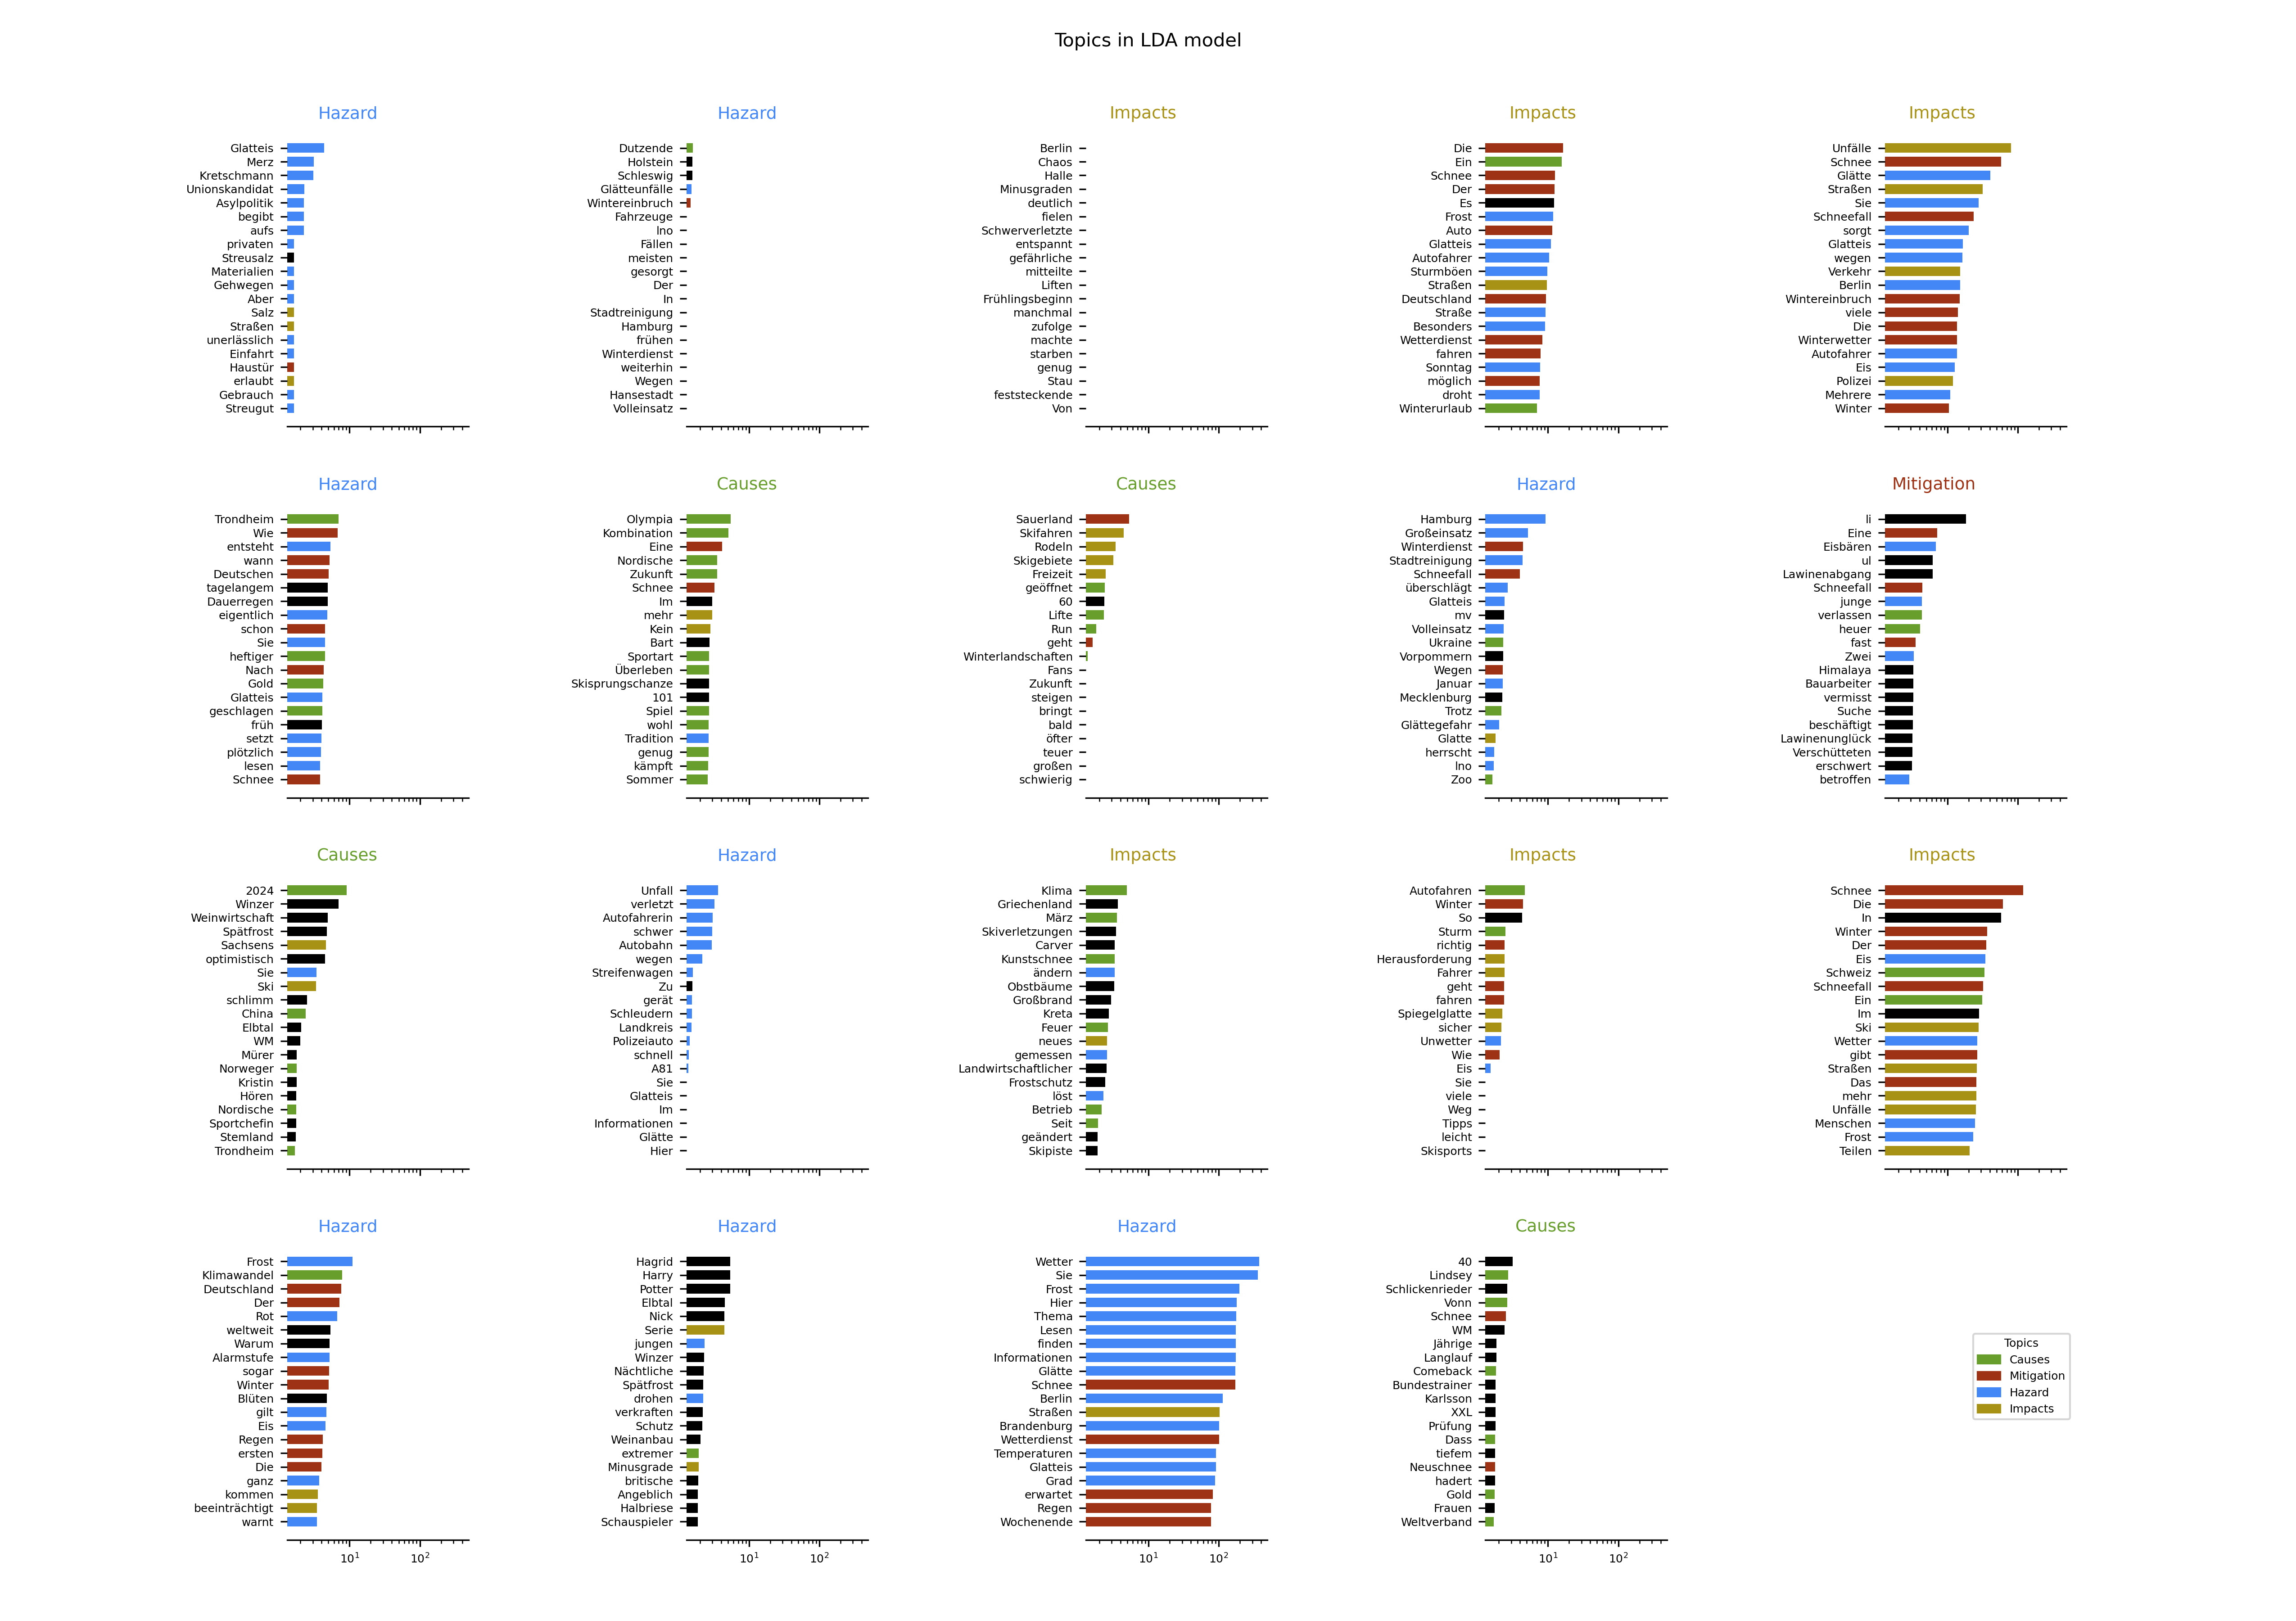 Topics in LDA model
Hazard
Glatteis
Merz
Kretschmann
Unionskandidat
Asylpolitik
begibt
aufs
privaten
Streusalz
Materialien
Gehwegen
Aber
Salz
Straßen
unerlässlich
Einfahrt
Haustür
erlaubt
Gebrauch
Streugut
Hazard
Dutzende
Holstein
Schleswig
Glätteunfälle
Wintereinbruch
Fahrzeuge
Ino
Fällen
meisten
gesorgt
Der
In
Stadtreinigung
Hamburg
frühen
Winterdienst
weiterhin
Wegen
Hansestadt
Volleinsatz
Impacts
Berlin
Chaos
Halle
Minusgraden
deutlich
fielen
Schwerverletzte
entspannt
gefährliche
mitteilte
Liften
Frühlingsbeginn
manchmal
zufolge
machte
starben
genug
Stau
feststeckende
Von
Impacts
Die
Ein
Schnee
Der
Es
Frost
Auto
Glatteis
Autofahrer
Sturmböen
Straßen
Deutschland
Straße
Besonders
Wetterdienst
fahren
Sonntag
möglich
droht
Winterurlaub
Impacts
Unfälle
Schnee
Glätte
Straßen
Sie
Schneefall
sorgt
Glatteis
wegen
Verkehr
Berlin
Wintereinbruch
viele
Die
Winterwetter
Autofahrer
Eis
Polizei
Mehrere
Winter
Hazard
Trondheim
Wie
entsteht
wann
Deutschen
tagelangem
Dauerregen
eigentlich
schon
Sie
heftiger
Nach
Gold
Glatteis
geschlagen
früh
setzt
plötzlich
lesen
Schnee
Causes
Olympia
Kombination
Eine
Nordische
Zukunft
Schnee
Im
mehr
Kein
Bart
Sportart
Überleben
Skisprungschanze
101
Spiel
wohl
Tradition
genug
kämpft
Sommer
Causes
Sauerland
Skifahren
Rodeln
Skigebiete
Freizeit
geöffnet
60
Lifte
Run
geht
Winterlandschaften
Fans
Zukunft
steigen
bringt
bald
öfter
teuer
großen
schwierig
Hazard
Hamburg
Großeinsatz
Winterdienst
Stadtreinigung
Schneefall
überschlägt
Glatteis
mv
Volleinsatz
Ukraine
Vorpommern
Wegen
Januar
Mecklenburg
Trotz
Glättegefahr
Glatte
herrscht
Ino
Zoo
Mitigation
li
Eine
Eisbären
ul
Lawinenabgang
Schneefall
junge
verlassen
heuer
fast
Zwei
Himalaya
Bauarbeiter
vermisst
Suche
beschäftigt
Lawinenunglück
Verschütteten
erschwert
betroffen
Causes
2024
Winzer
Weinwirtschaft
Spätfrost
Sachsens
optimistisch
Sie
Ski
schlimm
China
Elbtal
WM
Mürer
Norweger
Kristin
Hören
Nordische
Sportchefin
Stemland
Trondheim
Hazard
Unfall
verletzt
Autofahrerin
schwer
Autobahn
wegen
Streifenwagen
Zu
gerät
Schleudern
Landkreis
Polizeiauto
schnell
A81
Sie
Glatteis
Im
Informationen
Glätte
Hier
Impacts
Klima
Griechenland
März
Skiverletzungen
Carver
Kunstschnee
ändern
Obstbäume
Großbrand
Kreta
Feuer
neues
gemessen
Landwirtschaftlicher
Frostschutz
löst
Betrieb
Seit
geändert
Skipiste
Impacts
Autofahren
Winter
So
Sturm
richtig
Herausforderung
Fahrer
geht
fahren
Spiegelglatte
sicher
Unwetter
Wie
Eis
Sie
viele
Weg
Tipps
leicht
Skisports
Impacts
Schnee
Die
In
Winter
Der
Eis
Schweiz
Schneefall
Ein
Im
Ski
Wetter
gibt
Straßen
Das
mehr
Unfälle
Menschen
Frost
Teilen
Hazard
Frost
Klimawandel
Deutschland
Der
Rot
weltweit
Warum
Alarmstufe
sogar
Winter
Blüten
gilt
Eis
Regen
ersten
Die
ganz
kommen
beeinträchtigt
warnt
10¹ 10²
Hazard
Hagrid
Harry
Potter
Elbtal
Nick
Serie
jungen
Winzer
Nächtliche
Spätfrost
drohen
verkraften
Schutz
Weinanbau
extremer
Minusgrade
britische
Angeblich
Halbriese
Schauspieler
10¹ 10²
Hazard
Wetter
Sie
Frost
Hier
Thema
Lesen
finden
Informationen
Glätte
Schnee
Berlin
Straßen
Brandenburg
Wetterdienst
Temperaturen
Glatteis
Grad
erwartet
Regen
Wochenende
10¹ 10²
Causes
40
Lindsey
Schlickenrieder
Vonn
Schnee
WM
Jährige
Langlauf
Comeback
Bundestrainer
Karlsson
XXL
Prüfung
Dass
tiefem
Neuschnee
hadert
Gold
Frauen
Weltverband
10¹ 10²
Topics
Causes
Mitigation
Hazard
Impacts